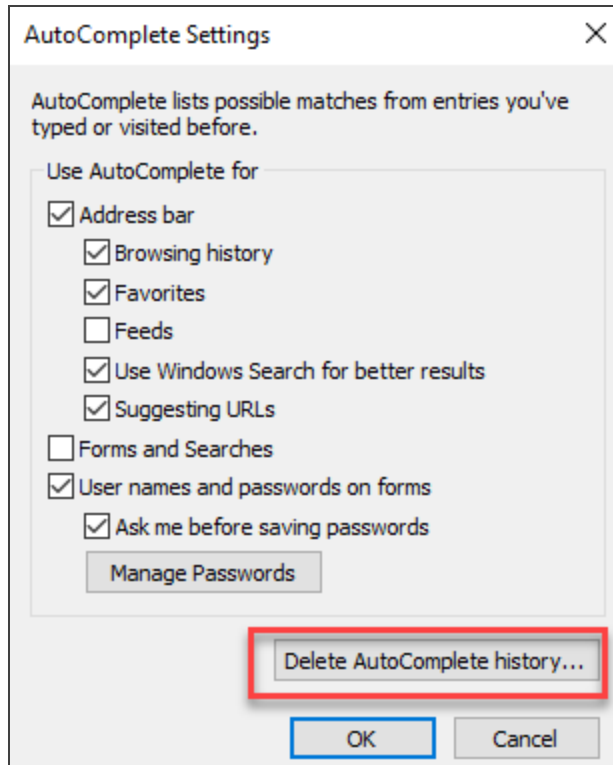 AutoComplete Settings
AutoComplete lists possible matches from entries you've
typed or visited before.
Use AutoComplete for
Address bar
Browsing history
Favorites
Feeds
Use Windows Search for better results
Suggesting URLs
Forms and Searches
User names and passwords on forms
Ask me before saving passwords
Manage Passwords
Delete AutoComplete history...
OK Cancel